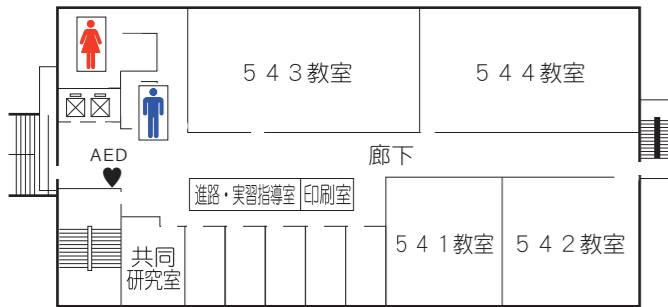 ５４３教室
５４４教室
AED
廊下
進路・実習指導室
印刷室
５４１教室
５４２教室
共同
研究室